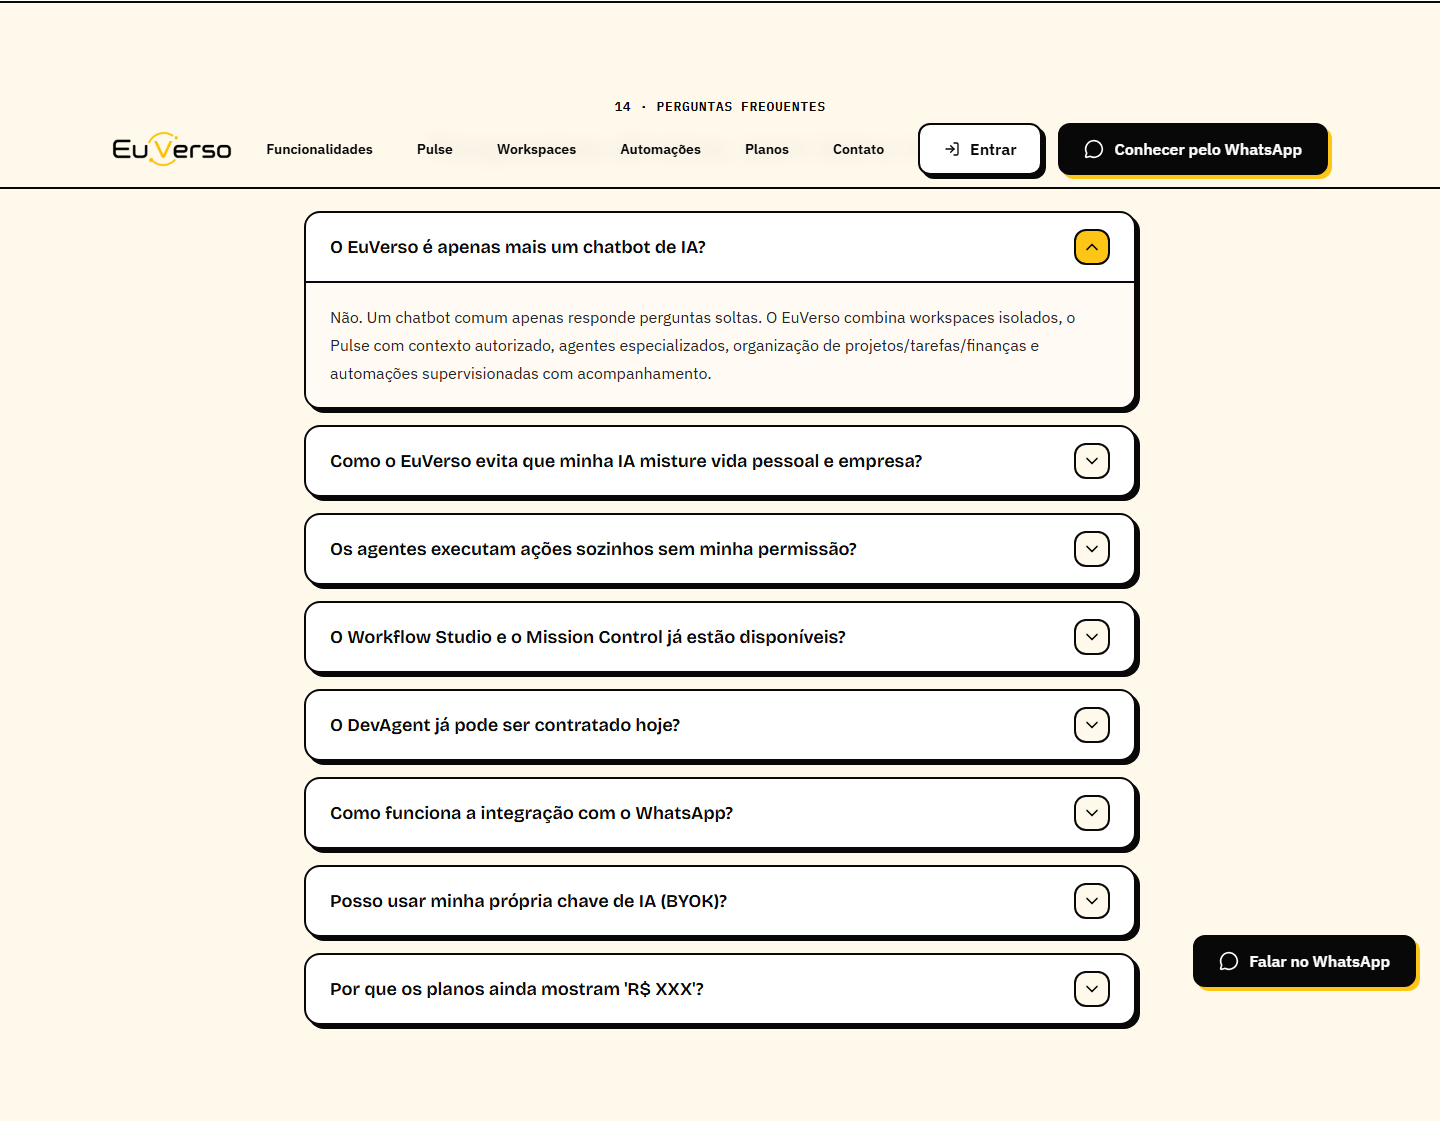 14 · PERGUNTAS FREQUENTES
EuVerso
Funcionalidades
Pulse
Workspaces
Automações
Planos
Contato
Entrar
Conhecer pelo WhatsApp
O EuVerso é apenas mais um chatbot de IA?
Não. Um chatbot comum apenas responde perguntas soltas. O EuVerso combina workspaces isolados, o
Pulse com contexto autorizado, agentes especializados, organização de projetos/tarefas/finanças e
automações supervisionadas com acompanhamento.
Como o EuVerso evita que minha IA misture vida pessoal e empresa?
Os agentes executam ações sozinhos sem minha permissão?
O Workflow Studio e o Mission Control já estão disponíveis?
O DevAgent já pode ser contratado hoje?
Como funciona a integração com o WhatsApp?
Posso usar minha própria chave de IA (BYOK)?
Falar no WhatsApp
Por que os planos ainda mostram 'R$ XXX'?